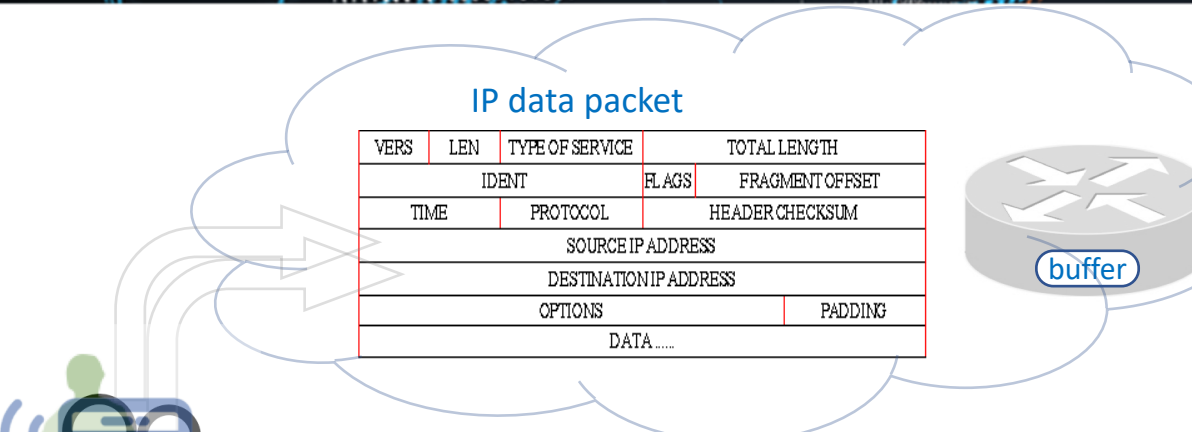 IP data packet
VERS LEN TYPE OF SERVICE TOTAL LENGTH
IDENT FLAGS FRAGMENT OFFSET
TIME PROTOCOL HEADER CHECKSUM
SOURCE IP ADDRESS
DESTINATION IP ADDRESS
buffer
OPTIONS PADDING
DATA ......